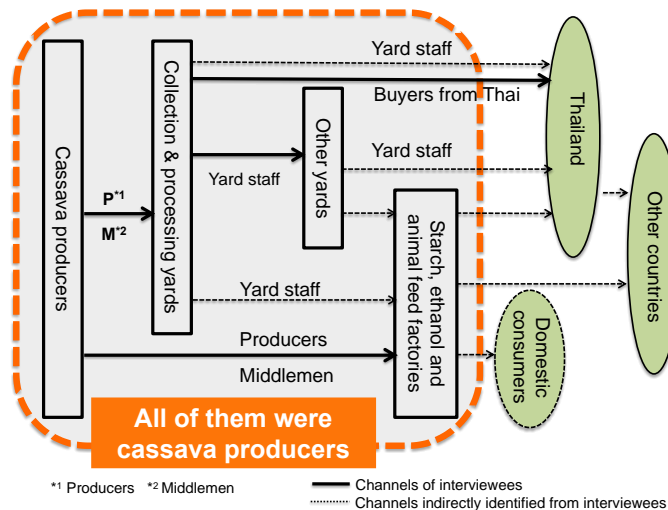 Yard staff
Buyers from Thai
Thailand
Other countries
Collection & processing yards
Other yards
Yard staff
Yard staff
Cassava producers
P*1
M*2
Starch, ethanol and
animal feed factories
Yard staff
Producers
Middlemen
Domestic
consumers
All of them were
cassava producers
*1 Producers *2 Middlemen
Channels of interviewees
Channels indirectly identified from interviewees